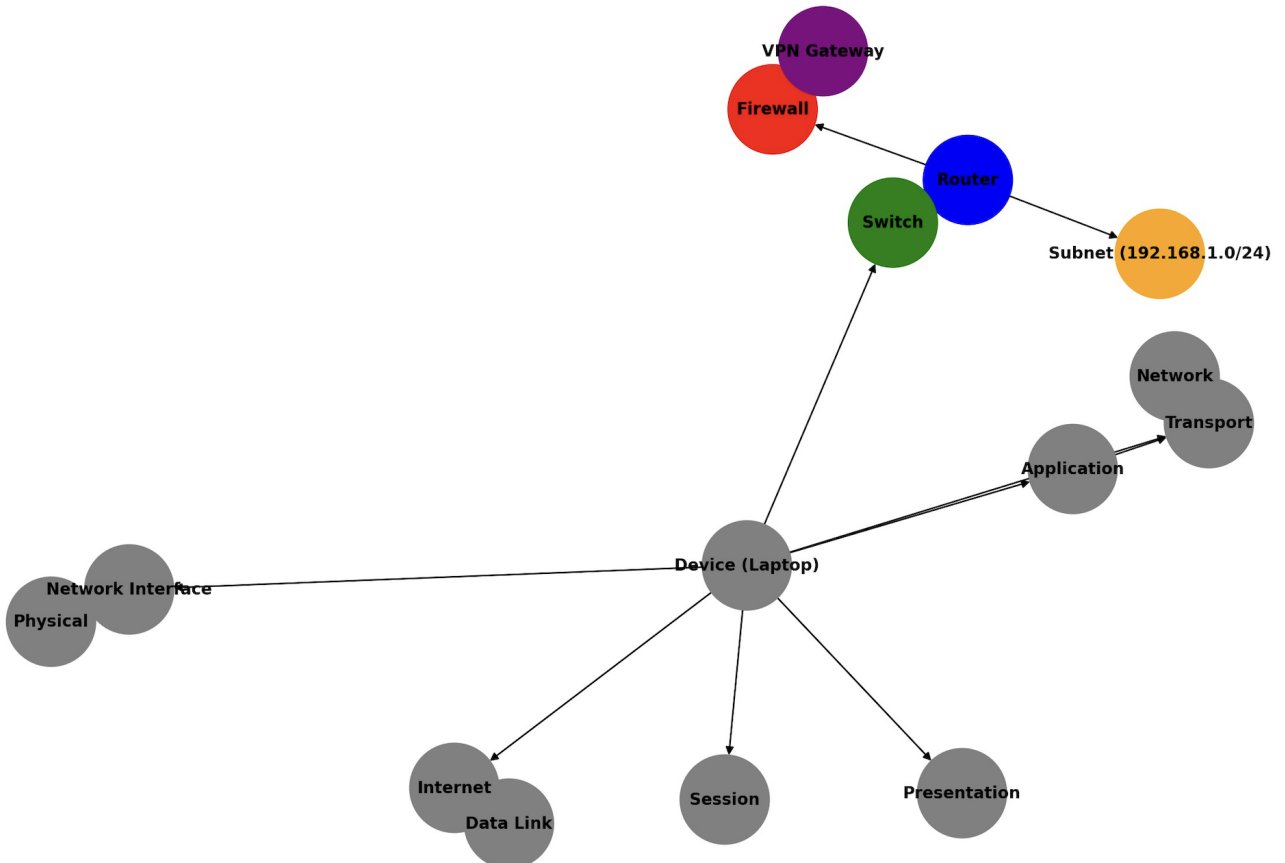 VPN Gateway
Firewall
Router
Switch
Subnet (192.168.1.0/24)
Network
Transport
Application
Device (Laptop)
Network Interface
Physical
Internet
Data Link
Session
Presentation